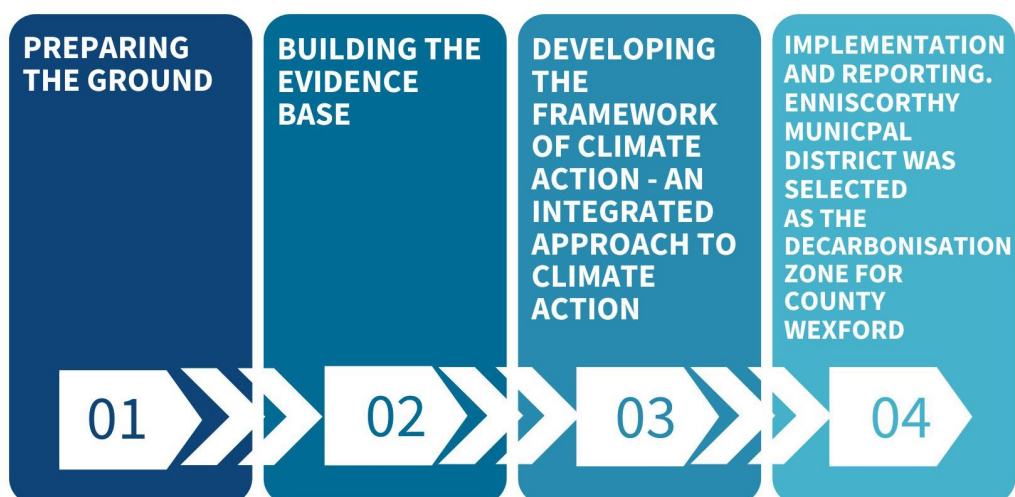 PREPARING
THE GROUND
BUILDING THE
EVIDENCE
BASE
DEVELOPING
THE
FRAMEWORK
OF CLIMATE
ACTION - AN
INTEGRATED
APPROACH TO
CLIMATE
ACTION
IMPLEMENTATION
AND REPORTING.
ENNISCORTHY
MUNICPAL
DISTRICT WAS
SELECTED
AS THE
DECARBONISATION
ZONE FOR
COUNTY
WEXFORD
01
02
03
04